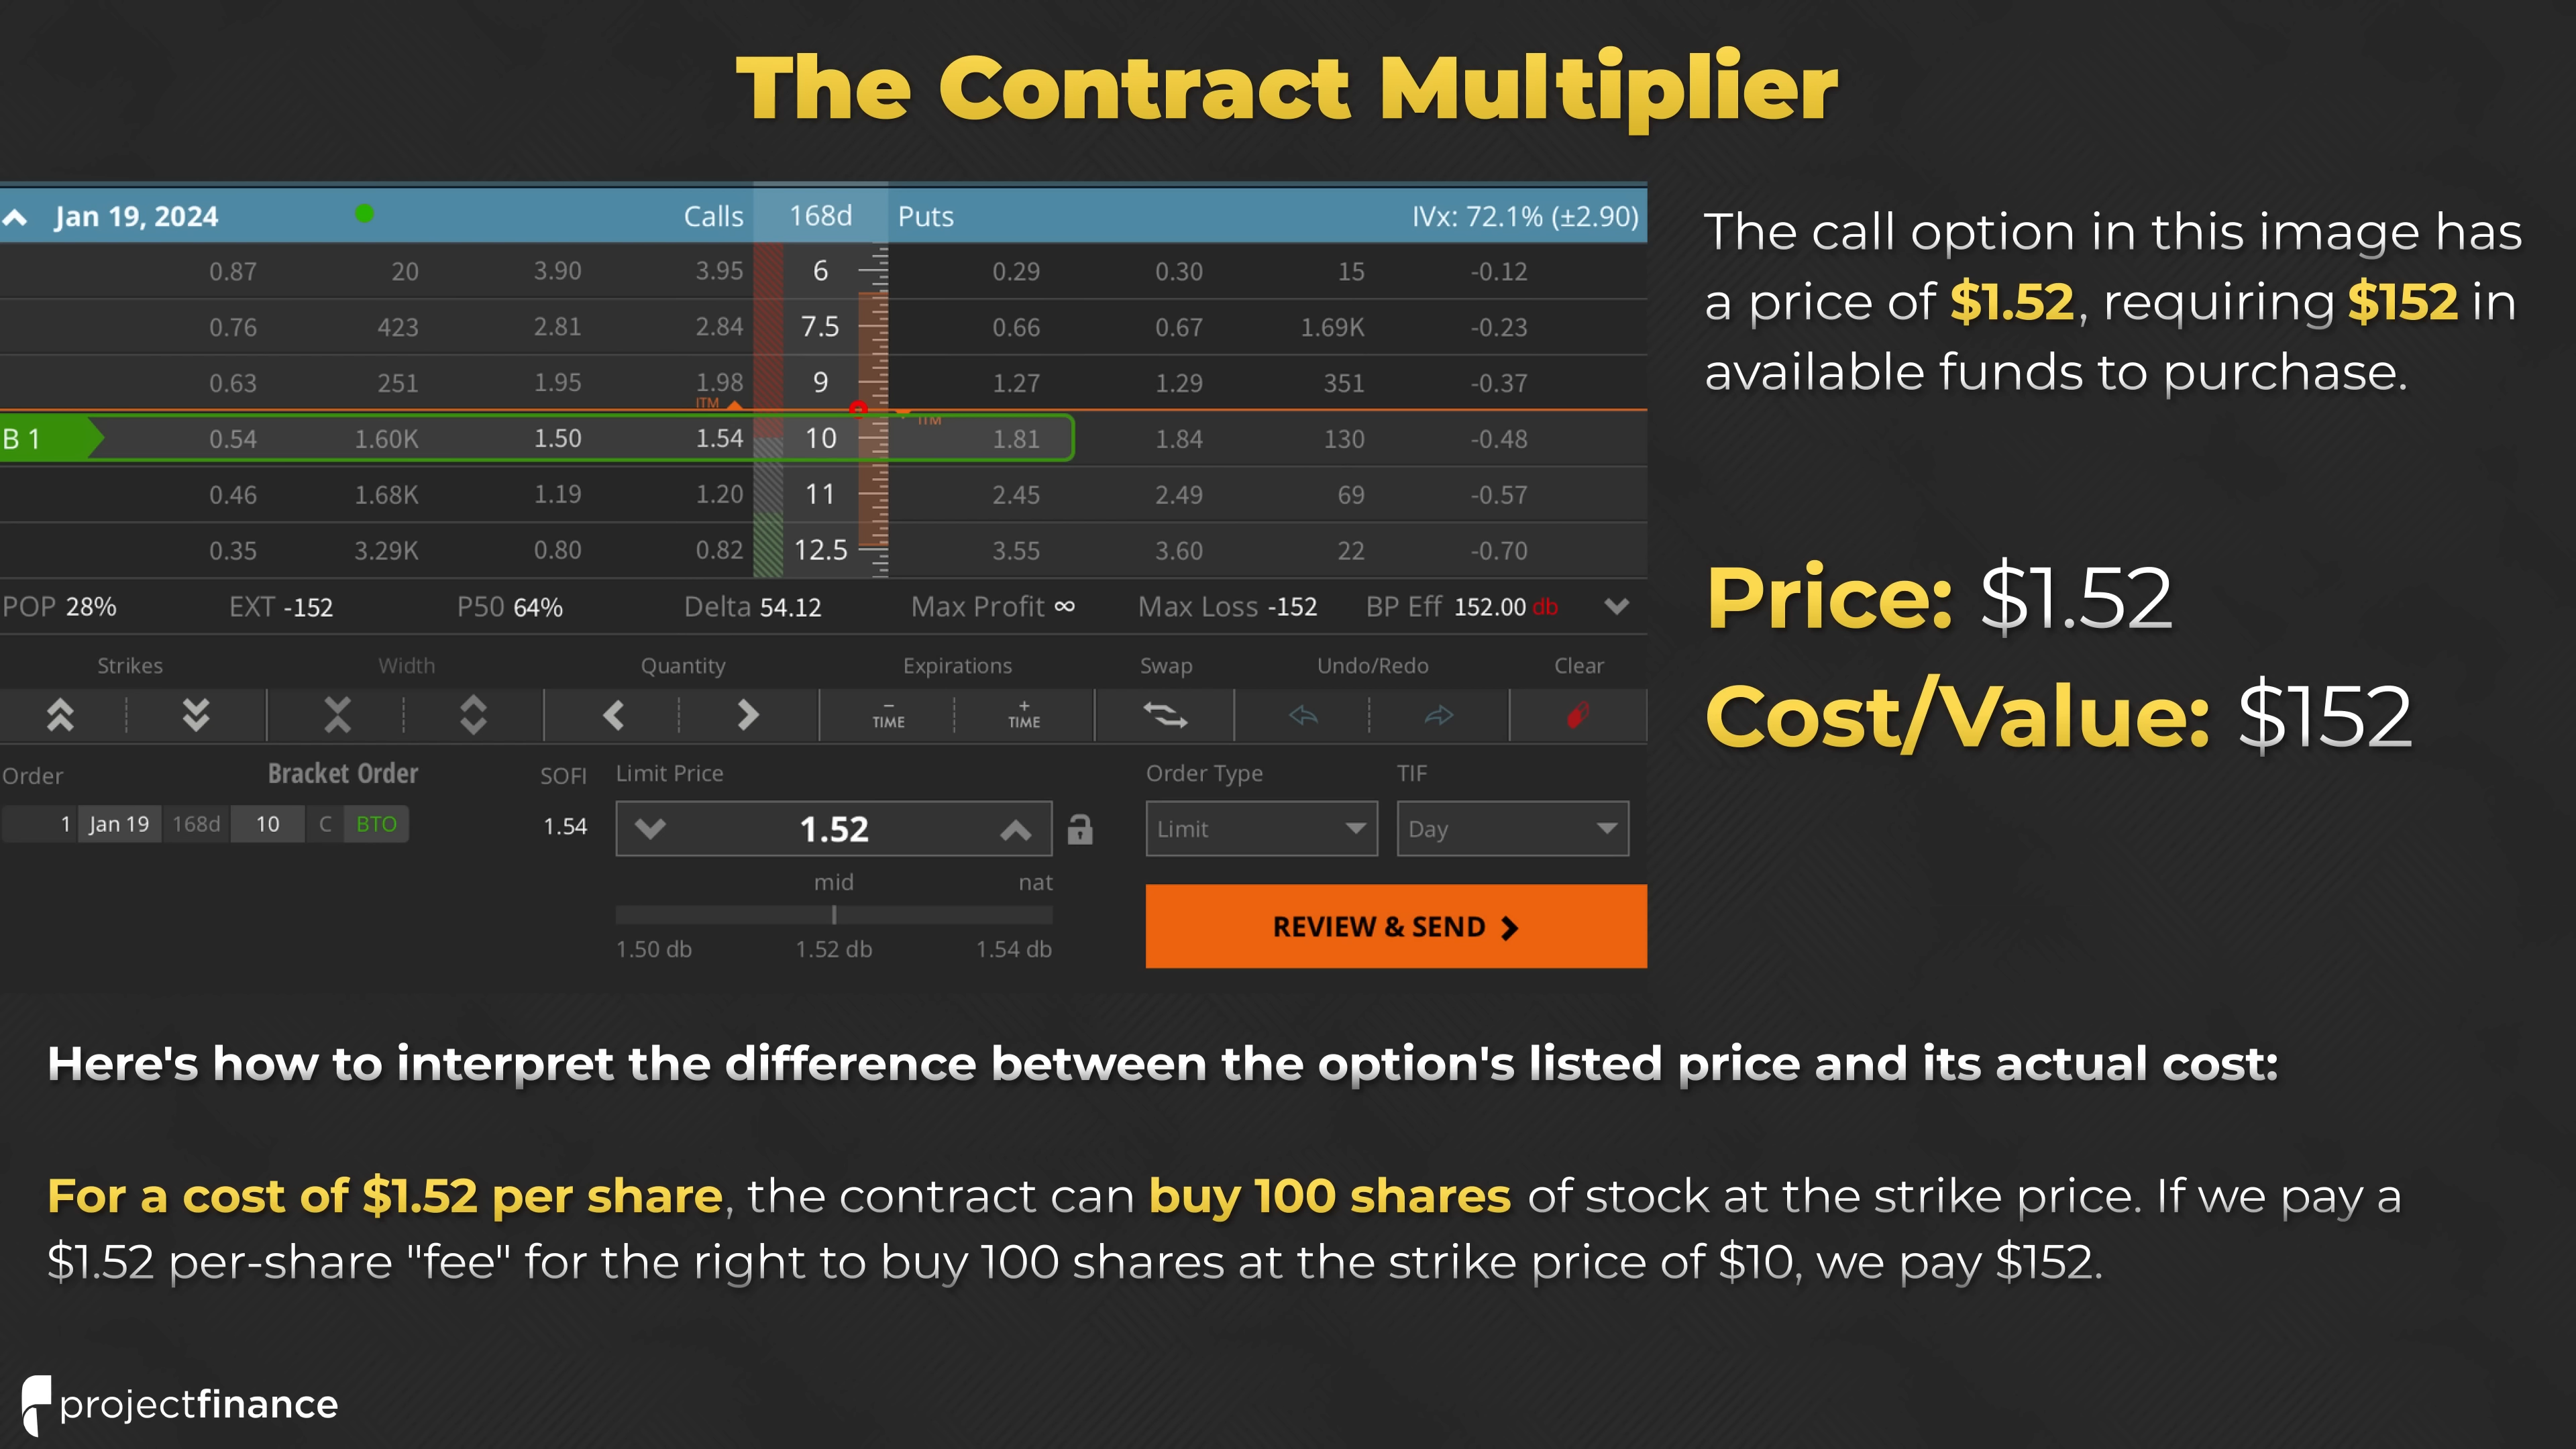 The Contract Multiplier
Jan 19, 2024 Calls 168d Puts IVx: 72.1% (±2.90)
0.87 20 3.90 3.95 6 0.29 0.30 15 -0.12
0.76 423 2.81 2.84 7.5 0.66 0.67 1.69K -0.23
0.63 251 1.95 1.98 9 1.27 1.29 351 -0.37
ITM
ITM
B 1 0.54 1.60K 1.50 1.54 10 1.81 1.84 130 -0.48
0.46 1.68K 1.19 1.20 11 2.45 2.49 69 -0.57
0.35 3.29K 0.80 0.82 12.5 3.55 3.60 22 -0.70
POP 28% EXT -152 P50 64% Delta 54.12 Max Profit ∞ Max Loss -152 BP Eff 152.00 db
Strikes Width Quantity Expirations Swap Undo/Redo Clear
− TIME + TIME
Order Bracket Order SOFI Limit Price Order Type TIF
1 Jan 19 168d 10 C BTO 1.54 1.52 Limit Day
mid nat
1.50 db 1.52 db 1.54 db
REVIEW & SEND
The call option in this image has
a price of $1.52, requiring $152 in
available funds to purchase.
Price: $1.52
Cost/Value: $152
Here's how to interpret the difference between the option's listed price and its actual cost:
For a cost of $1.52 per share, the contract can buy 100 shares of stock at the strike price. If we pay a
$1.52 per-share "fee" for the right to buy 100 shares at the strike price of $10, we pay $152.
projectfinance